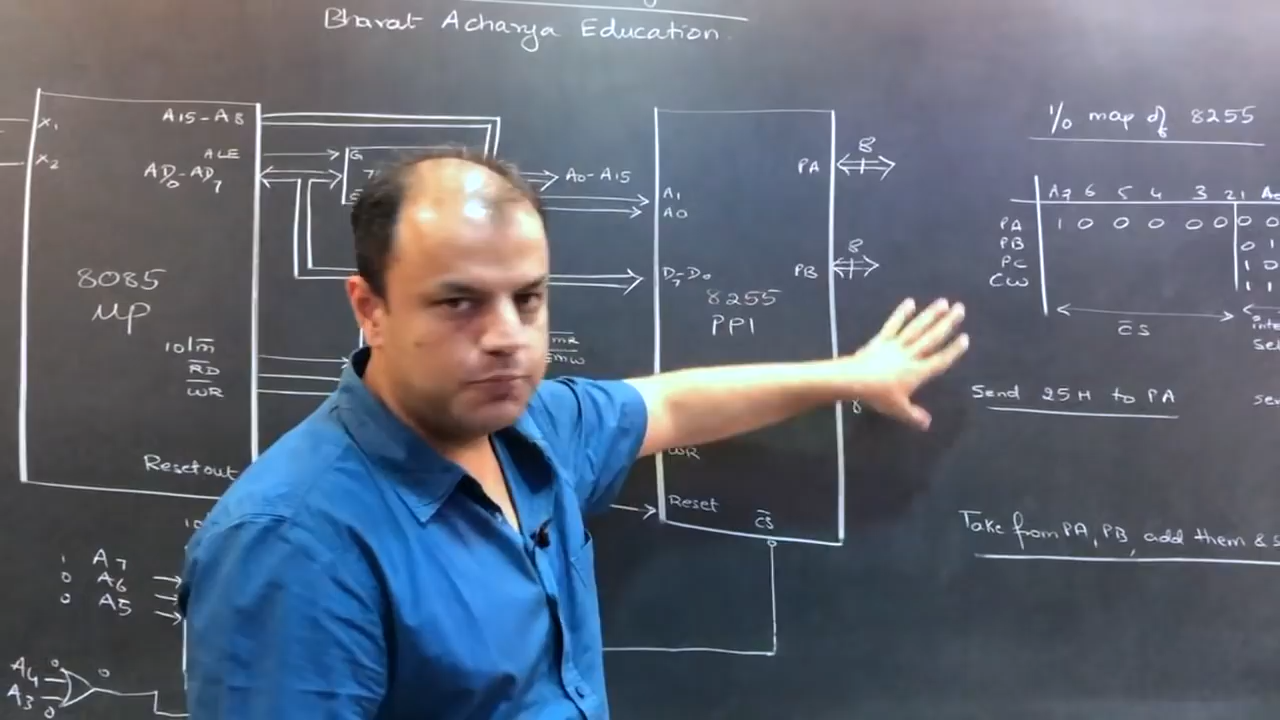 Bharat Acharya Education
X1
X2
A15-A8
ALE
AD0-AD7
8085
μP
IO/M̅
R̅D̅
W̅R̅
Reset out
G
A0-A15
A1
A0
D7-D0
8255
PPI
PA
8
PB
8
WR
Reset
C̅S̅
1 A7
0 A6
0 A5
A4 0
A3 0
0
I/O map of 8255
A7 6 5 4 3 2 1
PA 1 0 0 0 0 0 0 0
PB 0 1
PC 1 0
CW 1 1
C̅S̅
Send 25H to PA
Take from PA, PB, add them &